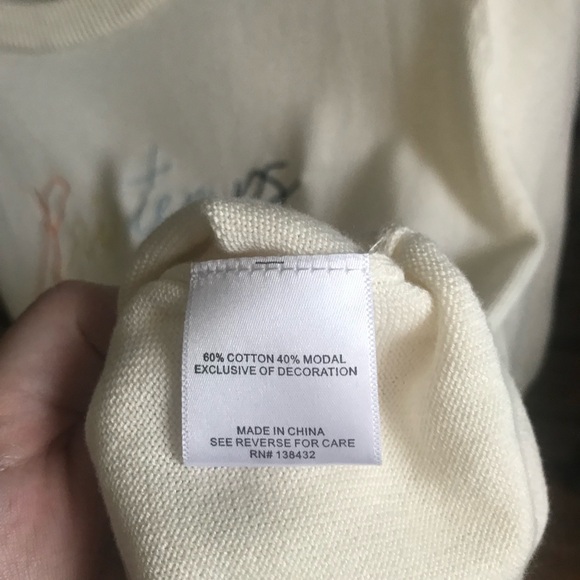 60% COTTON 40% MODAL
EXCLUSIVE OF DECORATION
MADE IN CHINA
SEE REVERSE FOR CARE
RN# 138432